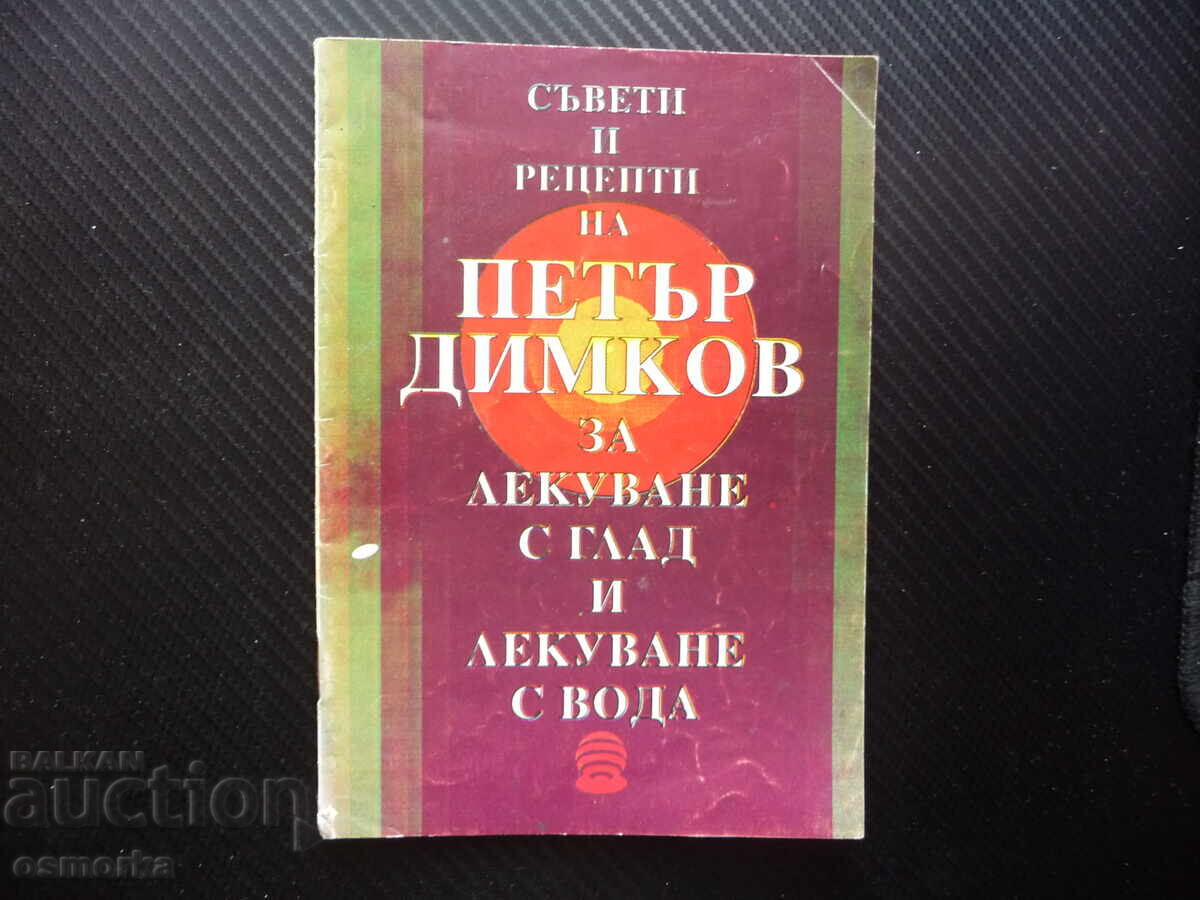 СЪВЕТИ
И
РЕЦЕПТИ
НА
ПЕТЪР
ДИМКОВ
ЗА
ЛЕКУВАНЕ
С ГЛАД
И
ЛЕКУВАНЕ
С ВОДА
BALKAN
auction
osmorka